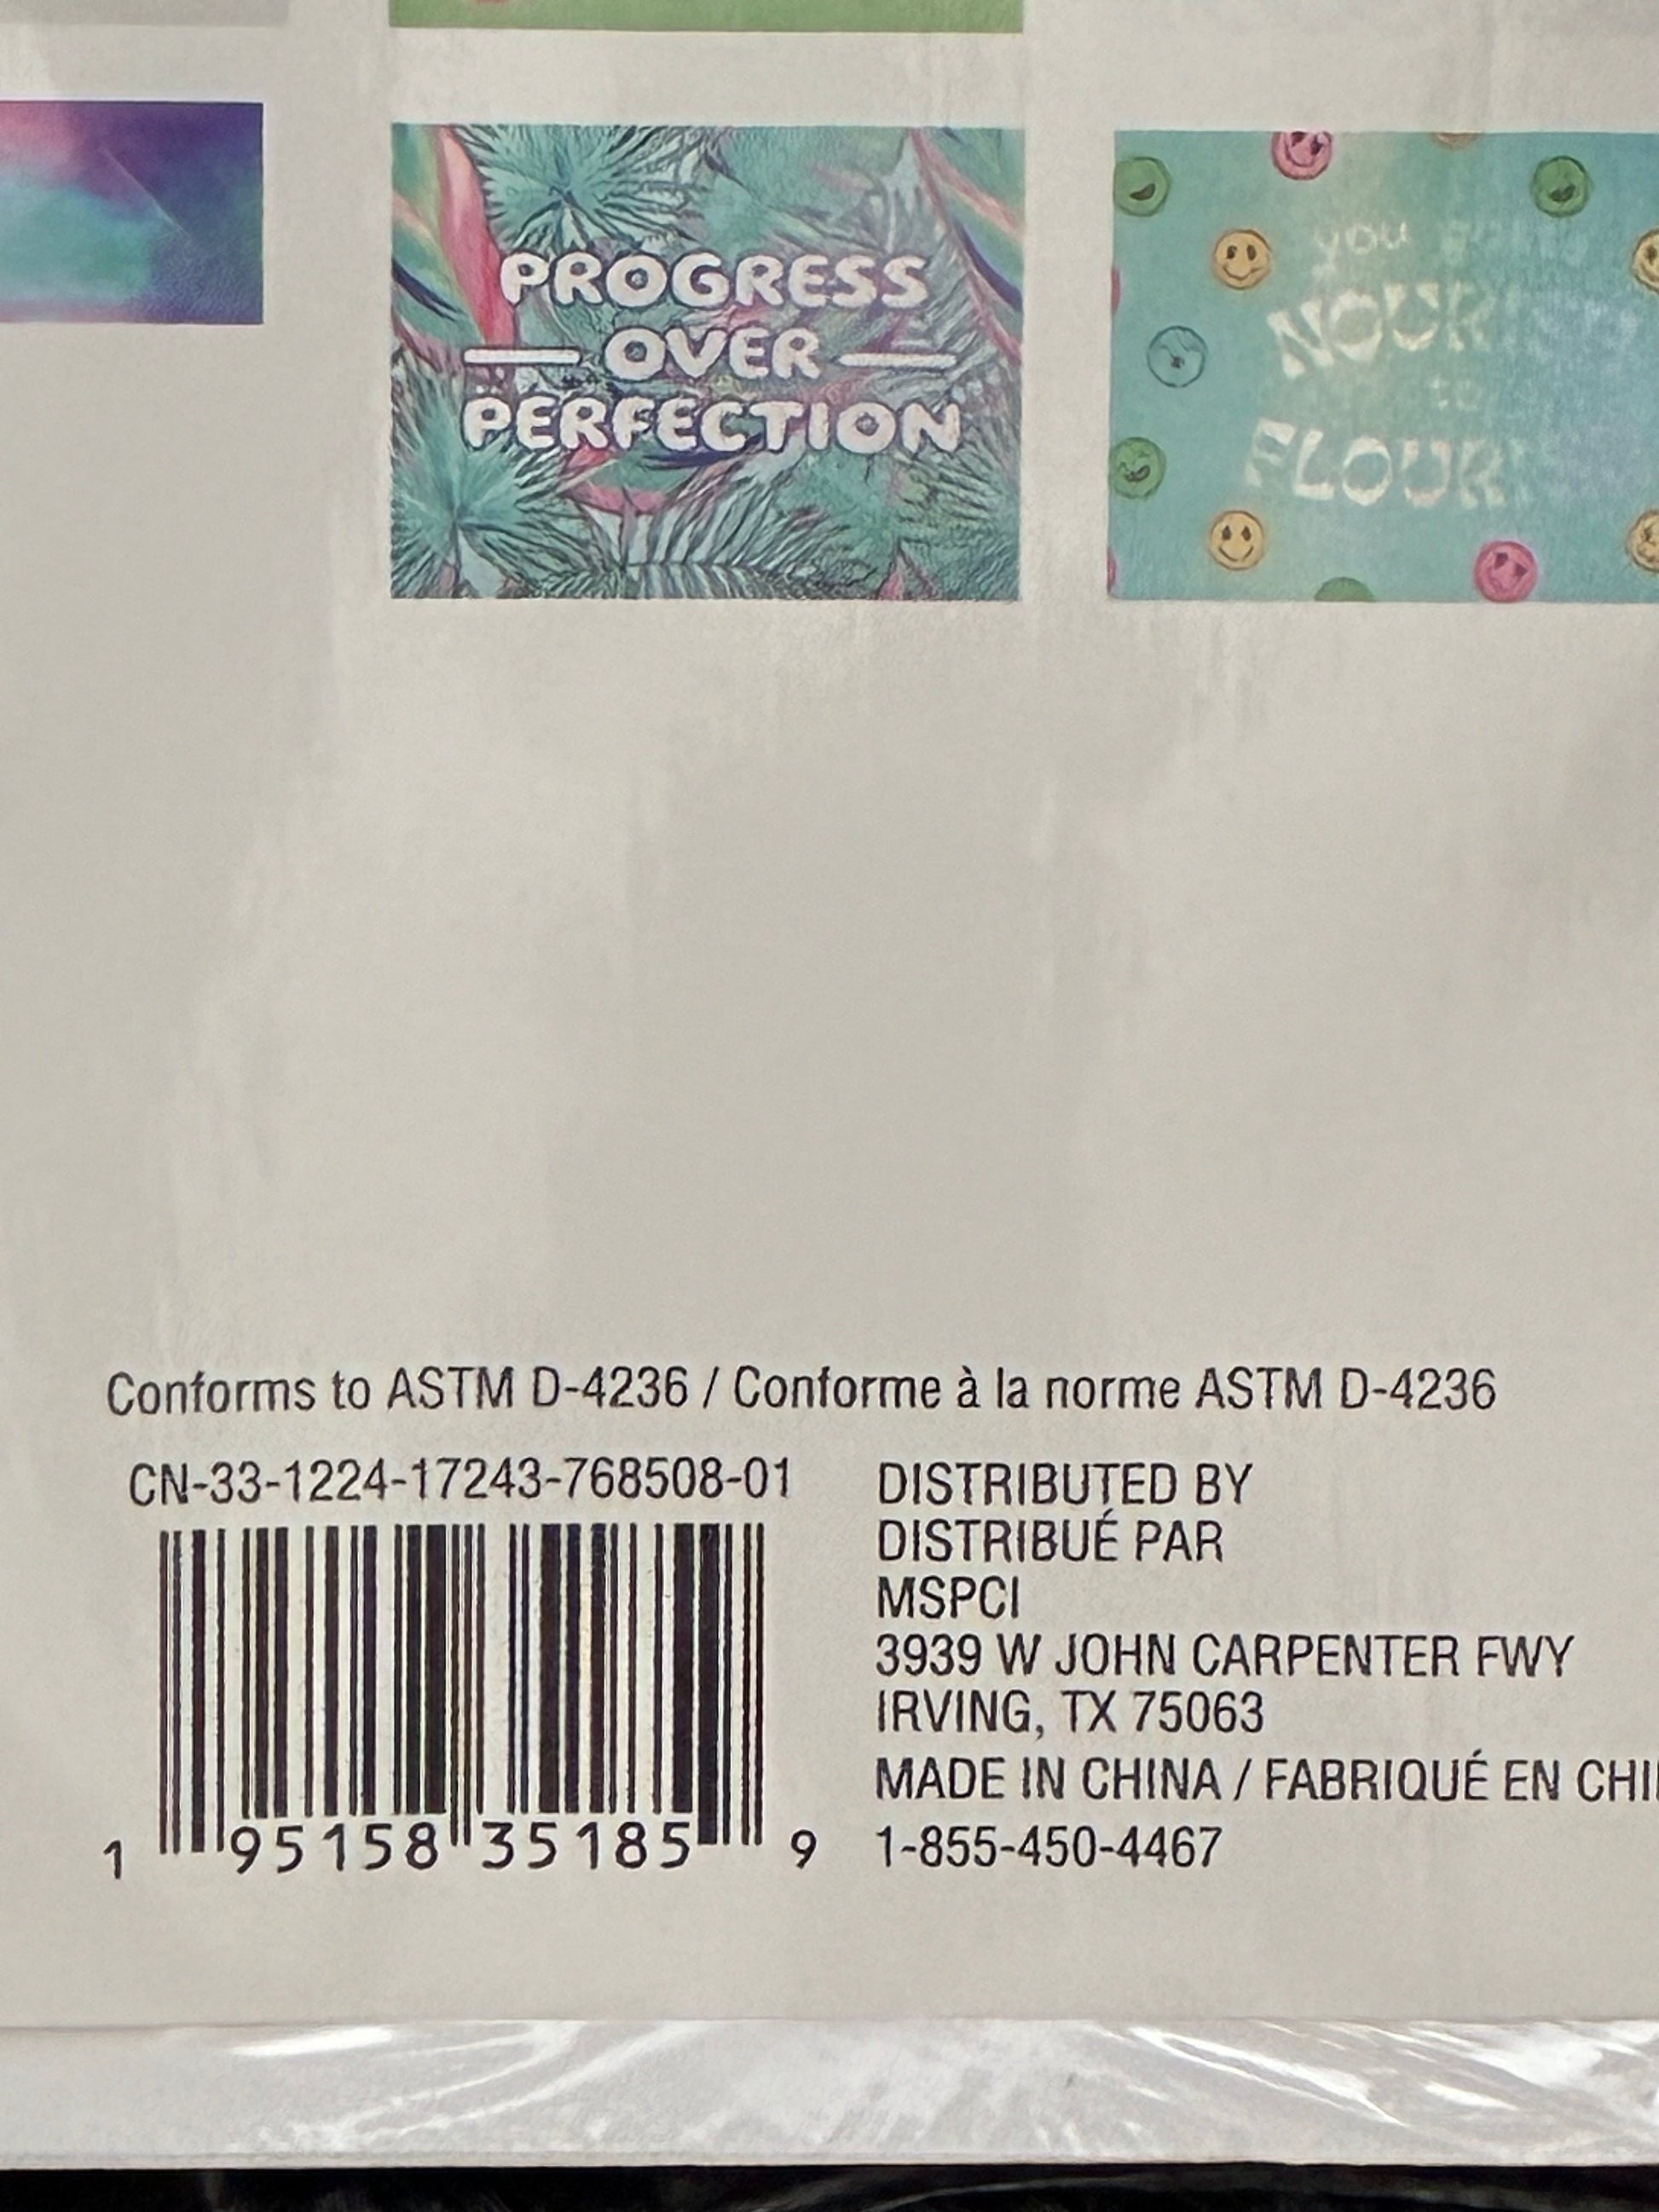 PROGRESS
OVER
PERFECTION
you
to
Conforms to ASTM D-4236 / Conforme à la norme ASTM D-4236
CN-33-1224-17243-768508-01
1 95158 35185 9
DISTRIBUTED BY
DISTRIBUÉ PAR
MSPCI
3939 W JOHN CARPENTER FWY
IRVING, TX 75063
MADE IN CHINA / FABRIQUÉ EN
1-855-450-4467